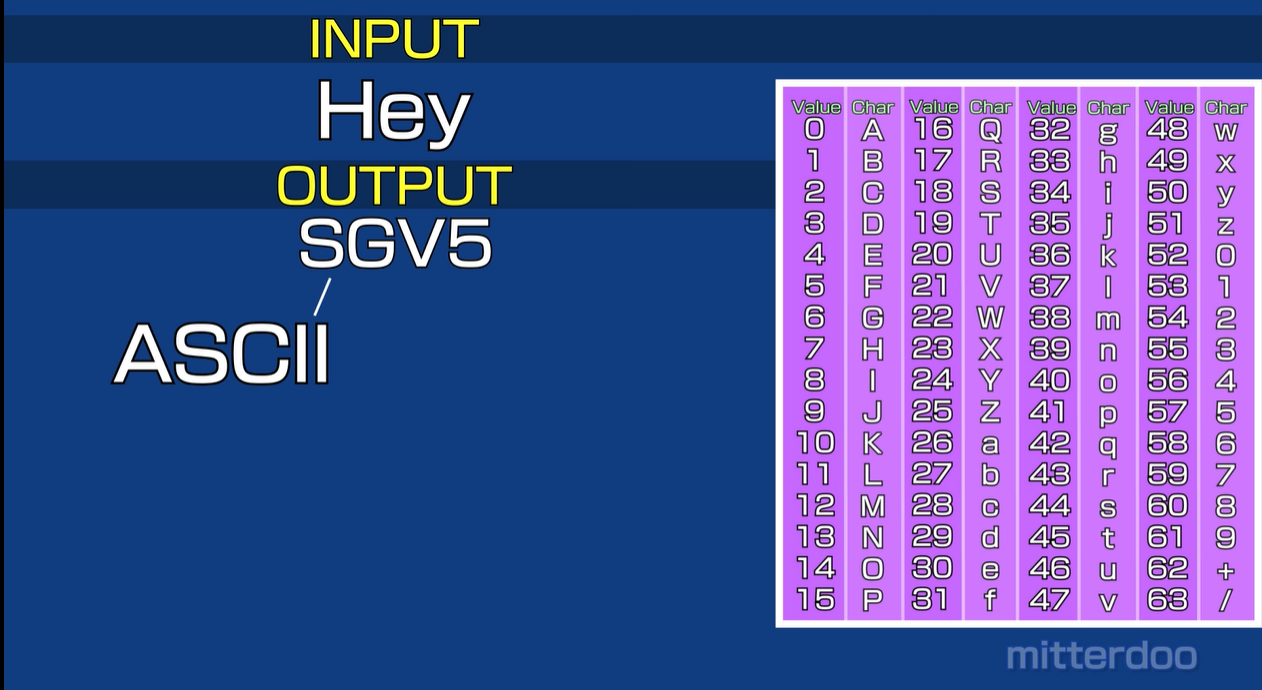 INPUT
Hey
OUTPUT
SGV5
ASCII
Value Char Value Char Value Char Value Char
0 A 16 Q 32 g 48 w
1 B 17 R 33 h 49 x
2 C 18 S 34 i 50 y
3 D 19 T 35 j 51 z
4 E 20 U 36 k 52 0
5 F 21 V 37 l 53 1
6 G 22 W 38 m 54 2
7 H 23 X 39 n 55 3
8 I 24 Y 40 o 56 4
9 J 25 Z 41 p 57 5
10 K 26 a 42 q 58 6
11 L 27 b 43 r 59 7
12 M 28 c 44 s 60 8
13 N 29 d 45 t 61 9
14 O 30 e 46 u 62 +
15 P 31 f 47 v 63 /
mitterdoo